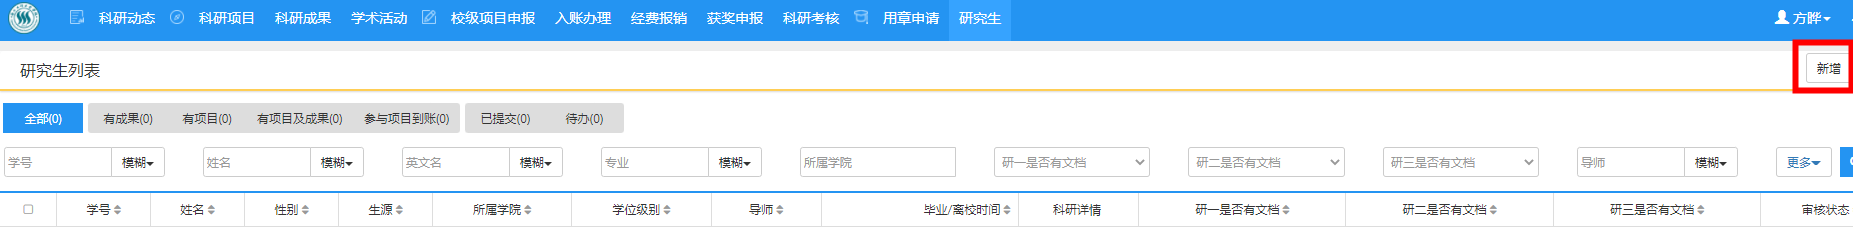 科研动态 科研项目 科研成果 学术活动 校级项目申报 入账办理 经费报销 获奖申报 科研考核 用章申请 研究生 方晔
研究生列表 新增
全部(0) 有成果(0) 有项目(0) 有项目及成果(0) 参与项目到账(0) 已提交(0) 待办(0)
学号 模糊 姓名 模糊 英文名 模糊 专业 模糊 所属学院 研一是否有文档 研二是否有文档 研三是否有文档 导师 模糊 更多
学号 姓名 性别 生源 所属学院 学位级别 导师 毕业/离校时间 科研详情 研一是否有文档 研二是否有文档 研三是否有文档 审核状态